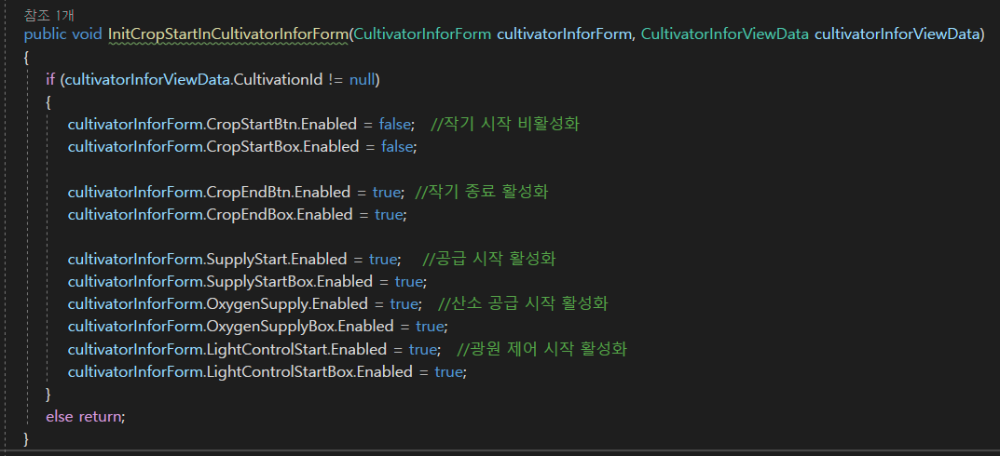 참조 1개
public void InitCropStartInCultivatorInforForm(CultivatorInforForm cultivatorInforForm, CultivatorInforViewData cultivatorInforViewData)
{
if (cultivatorInforViewData.CultivationId != null)
{
cultivatorInforForm.CropStartBtn.Enabled = false; //작기 시작 비활성화
cultivatorInforForm.CropStartBox.Enabled = false;
cultivatorInforForm.CropEndBtn.Enabled = true; //작기 종료 활성화
cultivatorInforForm.CropEndBox.Enabled = true;
cultivatorInforForm.SupplyStart.Enabled = true; //공급 시작 활성화
cultivatorInforForm.SupplyStartBox.Enabled = true;
cultivatorInforForm.OxygenSupply.Enabled = true; //산소 공급 시작 활성화
cultivatorInforForm.OxygenSupplyBox.Enabled = true;
cultivatorInforForm.LightControlStart.Enabled = true; //광원 제어 시작 활성화
cultivatorInforForm.LightControlStartBox.Enabled = true;
}
else return;
}